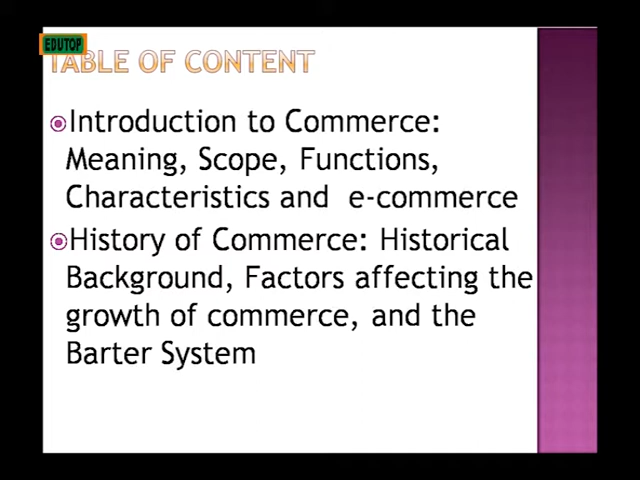 EDUTOP
TABLE OF CONTENT
Introduction to Commerce:
Meaning, Scope, Functions,
Characteristics and e-commerce
History of Commerce: Historical
Background, Factors affecting the
growth of commerce, and the
Barter System